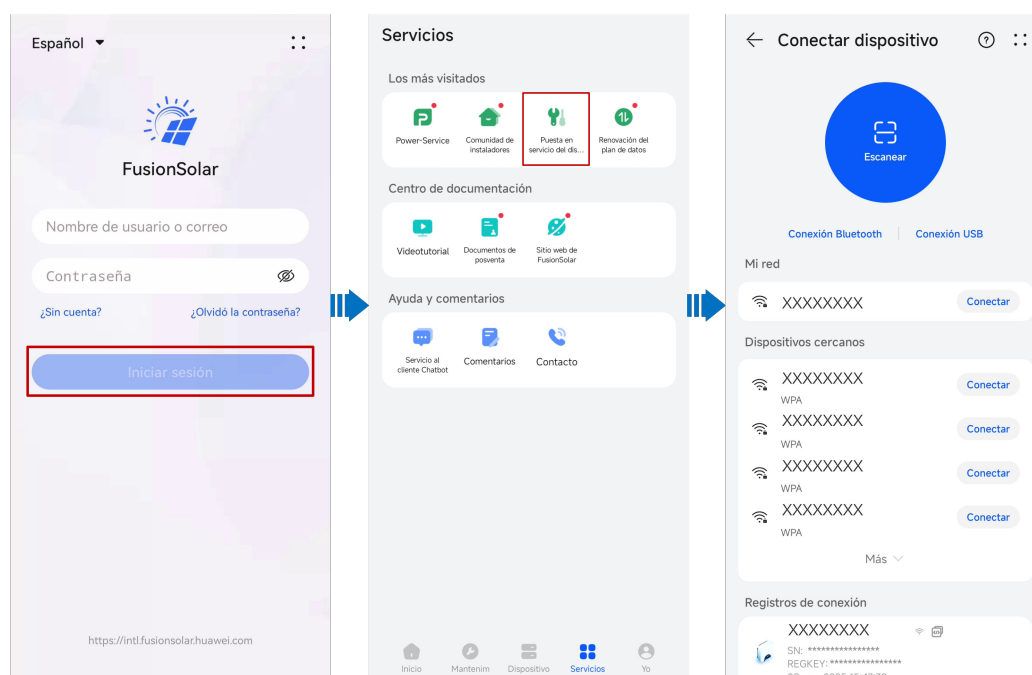 Español
FusionSolar
Nombre de usuario o correo
Contraseña
¿Sin cuenta? ¿Olvidó la contraseña?
Iniciar sesión
https://intl.fusionsolar.huawei.com
Servicios
Los más visitados
Power-Service
Comunidad de
instaladores
Puesta en
servicio del dis...
Renovación del
plan de datos
Centro de documentación
Videotutorial
Documentos de
posventa
Sitio web de
FusionSolar
Ayuda y comentarios
Servicio al
cliente Chatbot
Comentarios
Contacto
Inicio Mantenim Dispositivo Servicios Yo
Conectar dispositivo
Escanear
Conexión Bluetooth Conexión USB
Mi red
XXXXXXXX Conectar
Dispositivos cercanos
XXXXXXXX
WPA
Conectar
XXXXXXXX
WPA
Conectar
XXXXXXXX
WPA
Conectar
XXXXXXXX
WPA
Conectar
Más
Registros de conexión
XXXXXXXX
SN: ****************
REGKEY: ****************